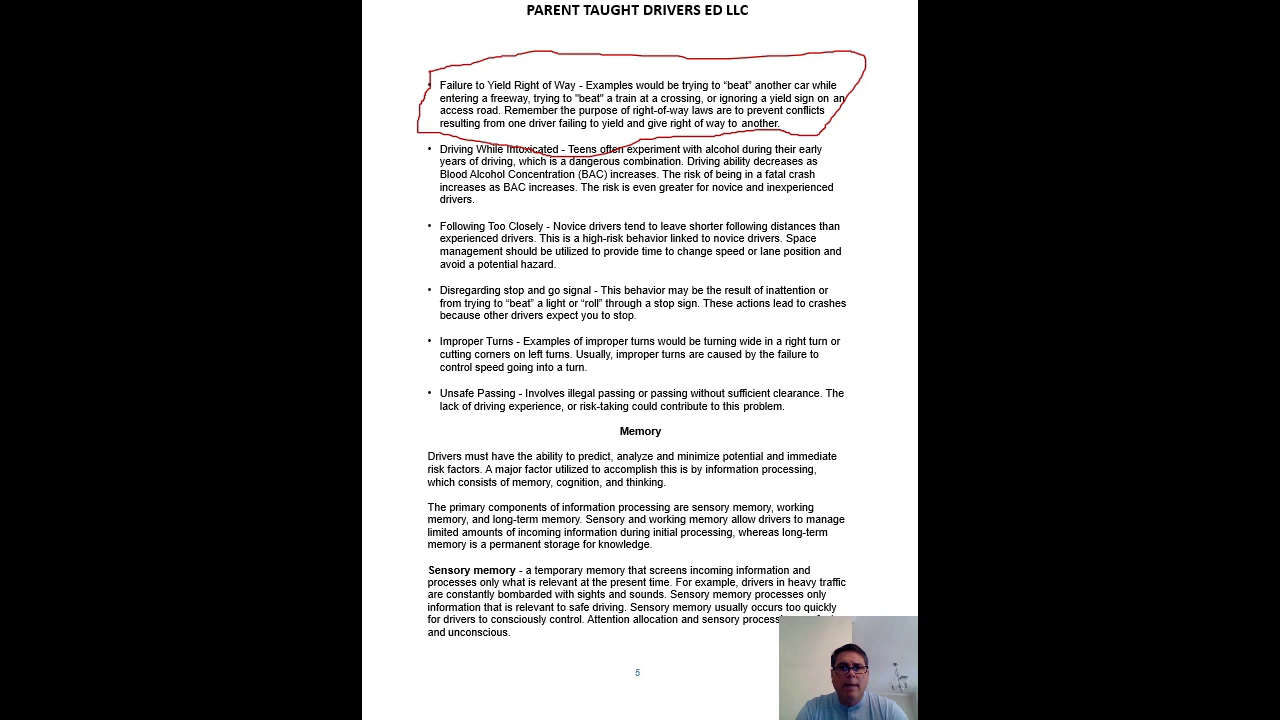 PARENT TAUGHT DRIVERS ED LLC
• Failure to Yield Right of Way - Examples would be trying to “beat” another car while
entering a freeway, trying to "beat" a train at a crossing, or ignoring a yield sign on an
access road. Remember the purpose of right-of-way laws are to prevent conflicts
resulting from one driver failing to yield and give right of way to another.
• Driving While Intoxicated - Teens often experiment with alcohol during their early
years of driving, which is a dangerous combination. Driving ability decreases as
Blood Alcohol Concentration (BAC) increases. The risk of being in a fatal crash
increases as BAC increases. The risk is even greater for novice and inexperienced
drivers.
• Following Too Closely - Novice drivers tend to leave shorter following distances than
experienced drivers. This is a high-risk behavior linked to novice drivers. Space
management should be utilized to provide time to change speed or lane position and
avoid a potential hazard.
• Disregarding stop and go signal - This behavior may be the result of inattention or
from trying to “beat” a light or “roll” through a stop sign. These actions lead to crashes
because other drivers expect you to stop.
• Improper Turns - Examples of improper turns would be turning wide in a right turn or
cutting corners on left turns. Usually, improper turns are caused by the failure to
control speed going into a turn.
• Unsafe Passing - Involves illegal passing or passing without sufficient clearance. The
lack of driving experience, or risk-taking could contribute to this problem.
Memory
Drivers must have the ability to predict, analyze and minimize potential and immediate
risk factors. A major factor utilized to accomplish this is by information processing,
which consists of memory, cognition, and thinking.
The primary components of information processing are sensory memory, working
memory, and long-term memory. Sensory and working memory allow drivers to manage
limited amounts of incoming information during initial processing, whereas long-term
memory is a permanent storage for knowledge.
Sensory memory - a temporary memory that screens incoming information and
processes only what is relevant at the present time. For example, drivers in heavy traffic
are constantly bombarded with sights and sounds. Sensory memory processes only
information that is relevant to safe driving. Sensory memory usually occurs too quickly
for drivers to consciously control. Attention allocation and sensory
and unconscious.
5